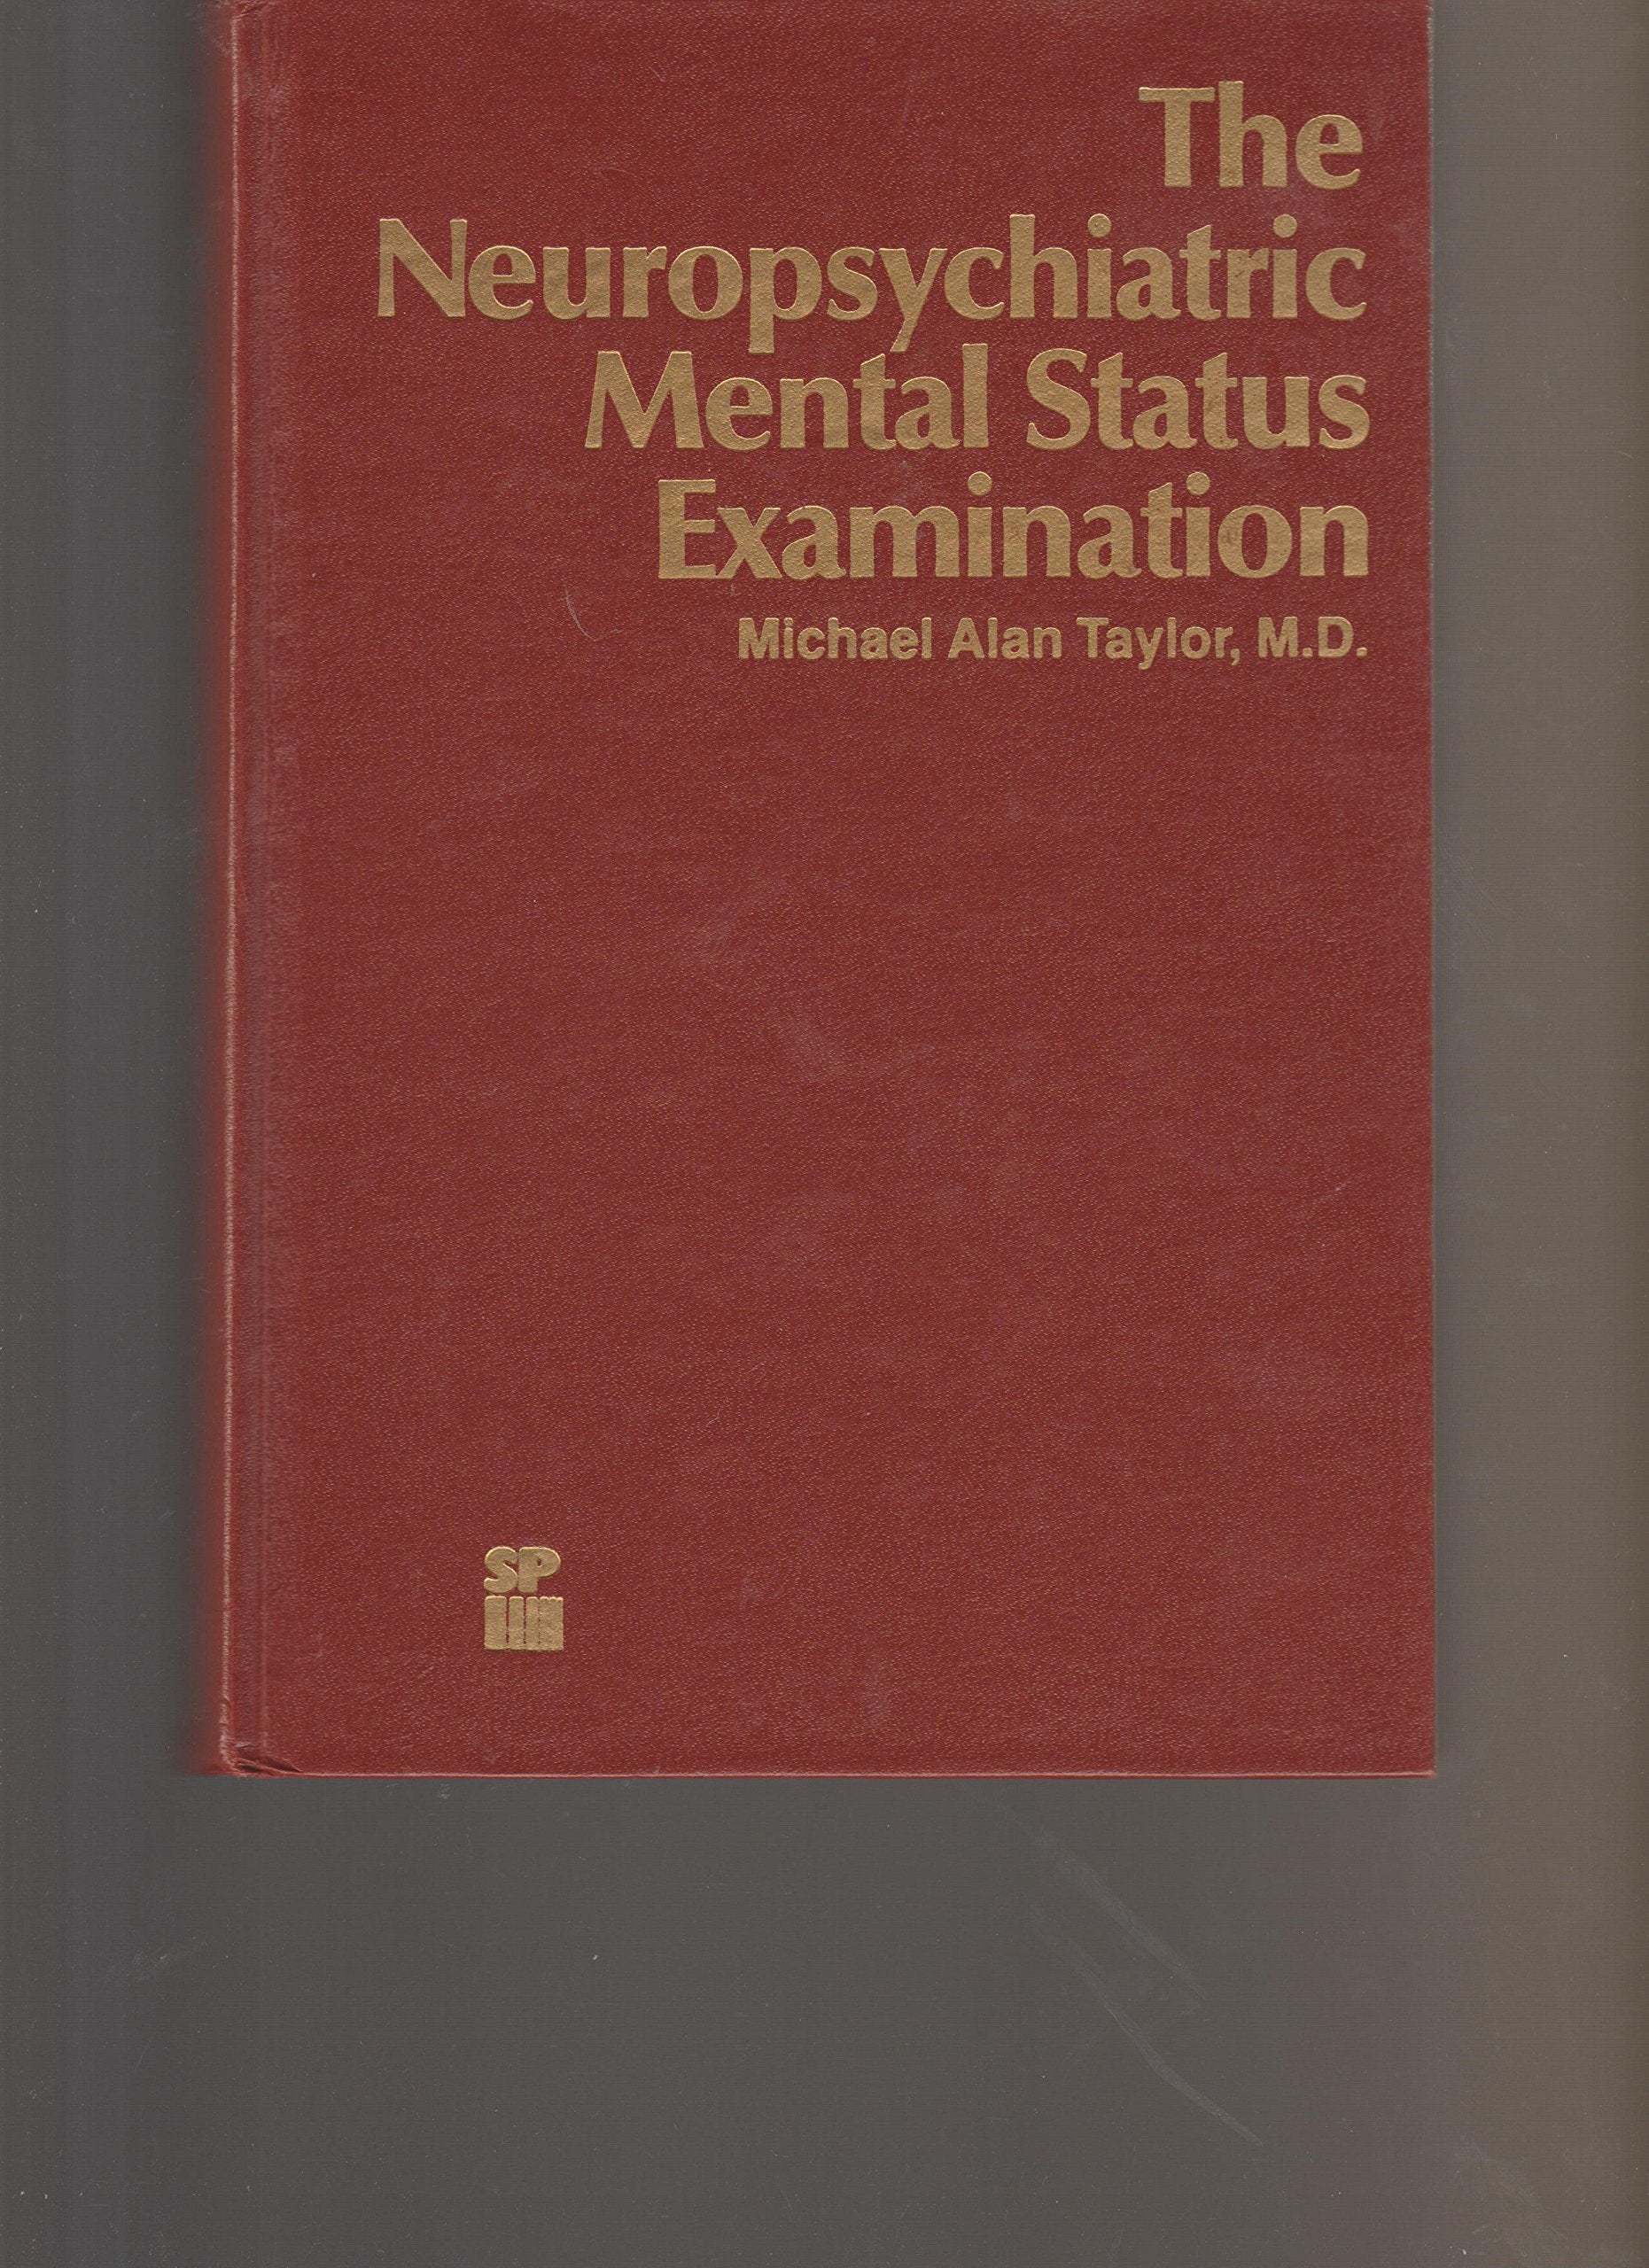 The
Neuropsychiatric
Mental Status
Examination
Michael Alan Taylor, M.D.
SP